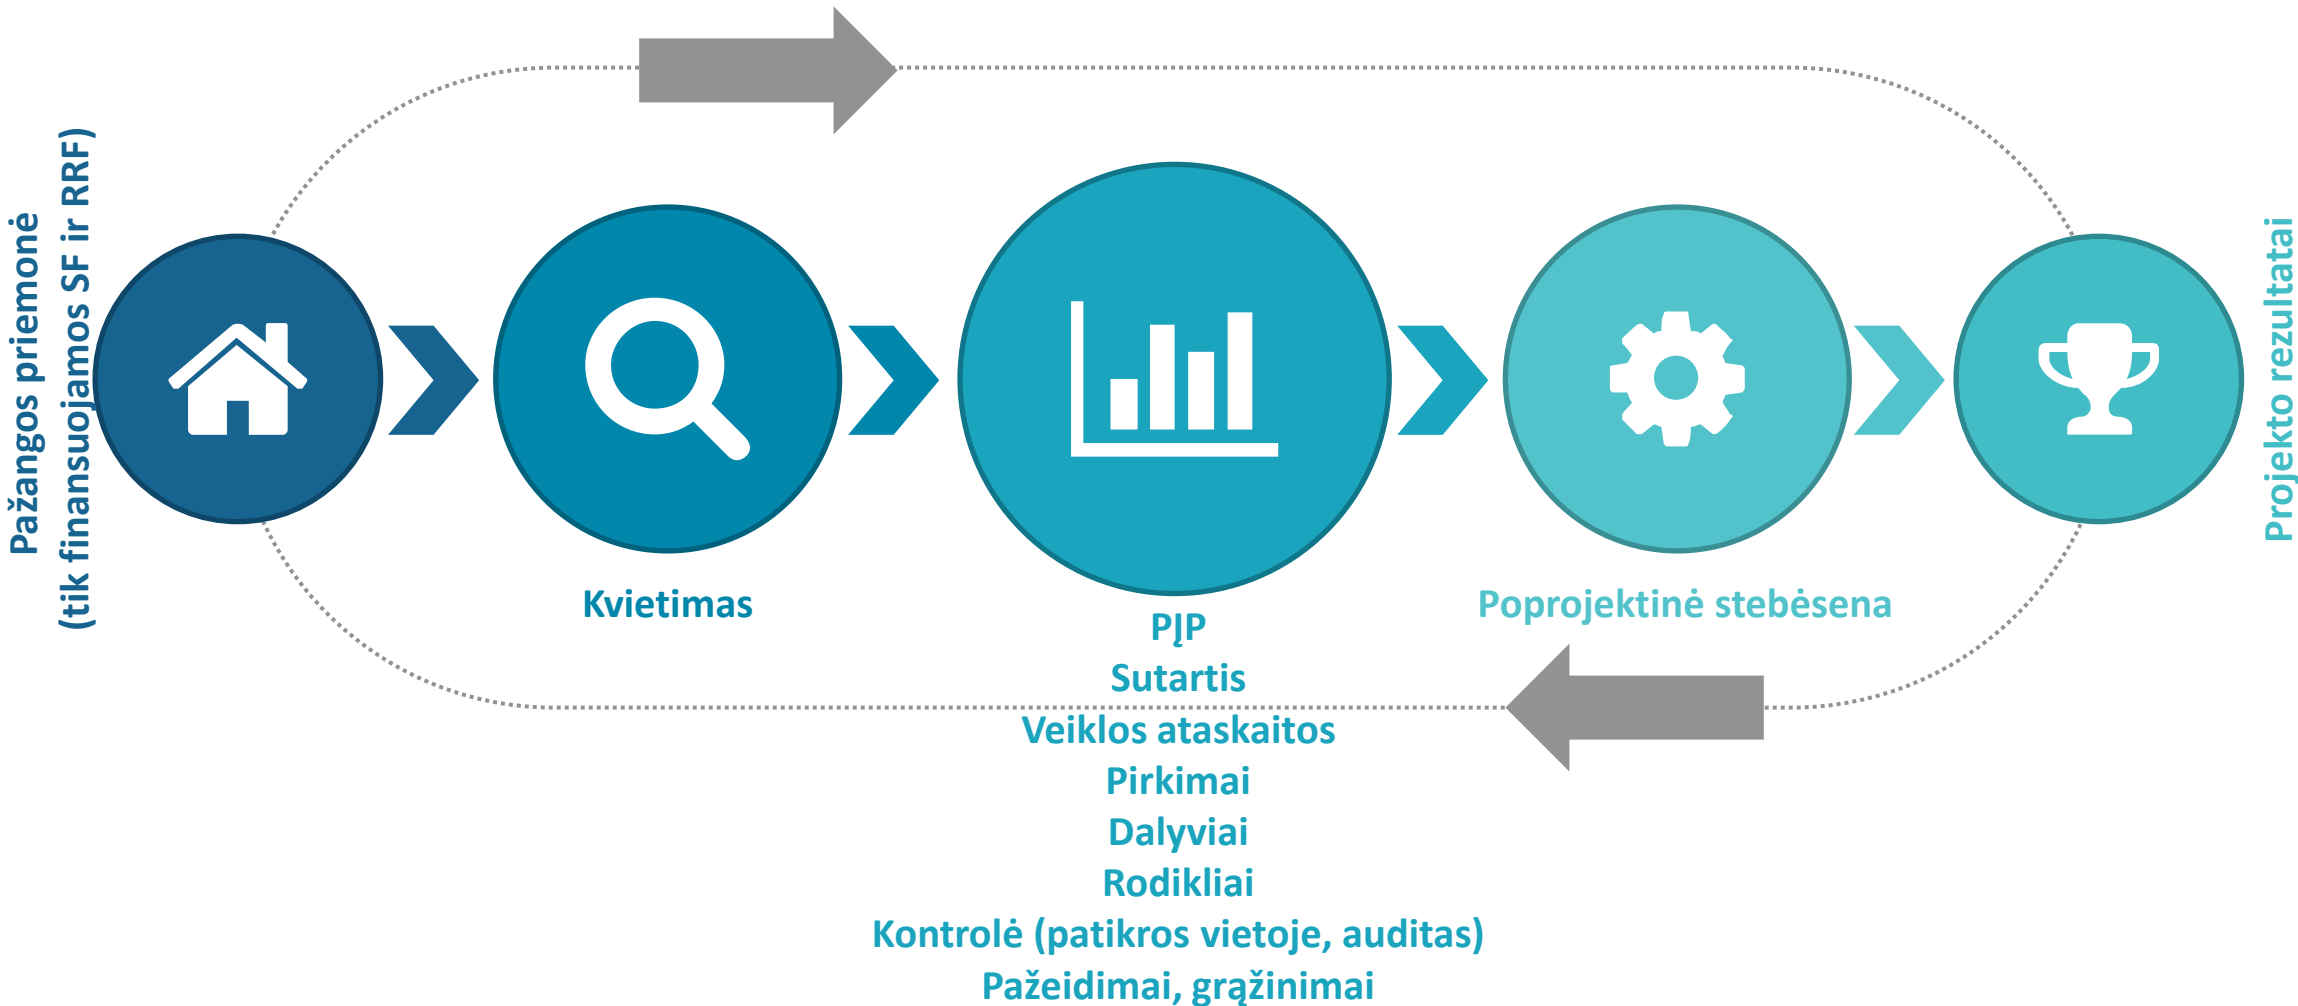 Pažangos priemonė
(tik finansuojamos SF ir RRF)
Kvietimas
PĮP
Sutartis
Veiklos ataskaitos
Pirkimai
Dalyviai
Rodikliai
Kontrolė (patikros vietoje, auditas)
Pažeidimai, grąžinimai
Poprojektinė stebėsena
Projekto rezultatai